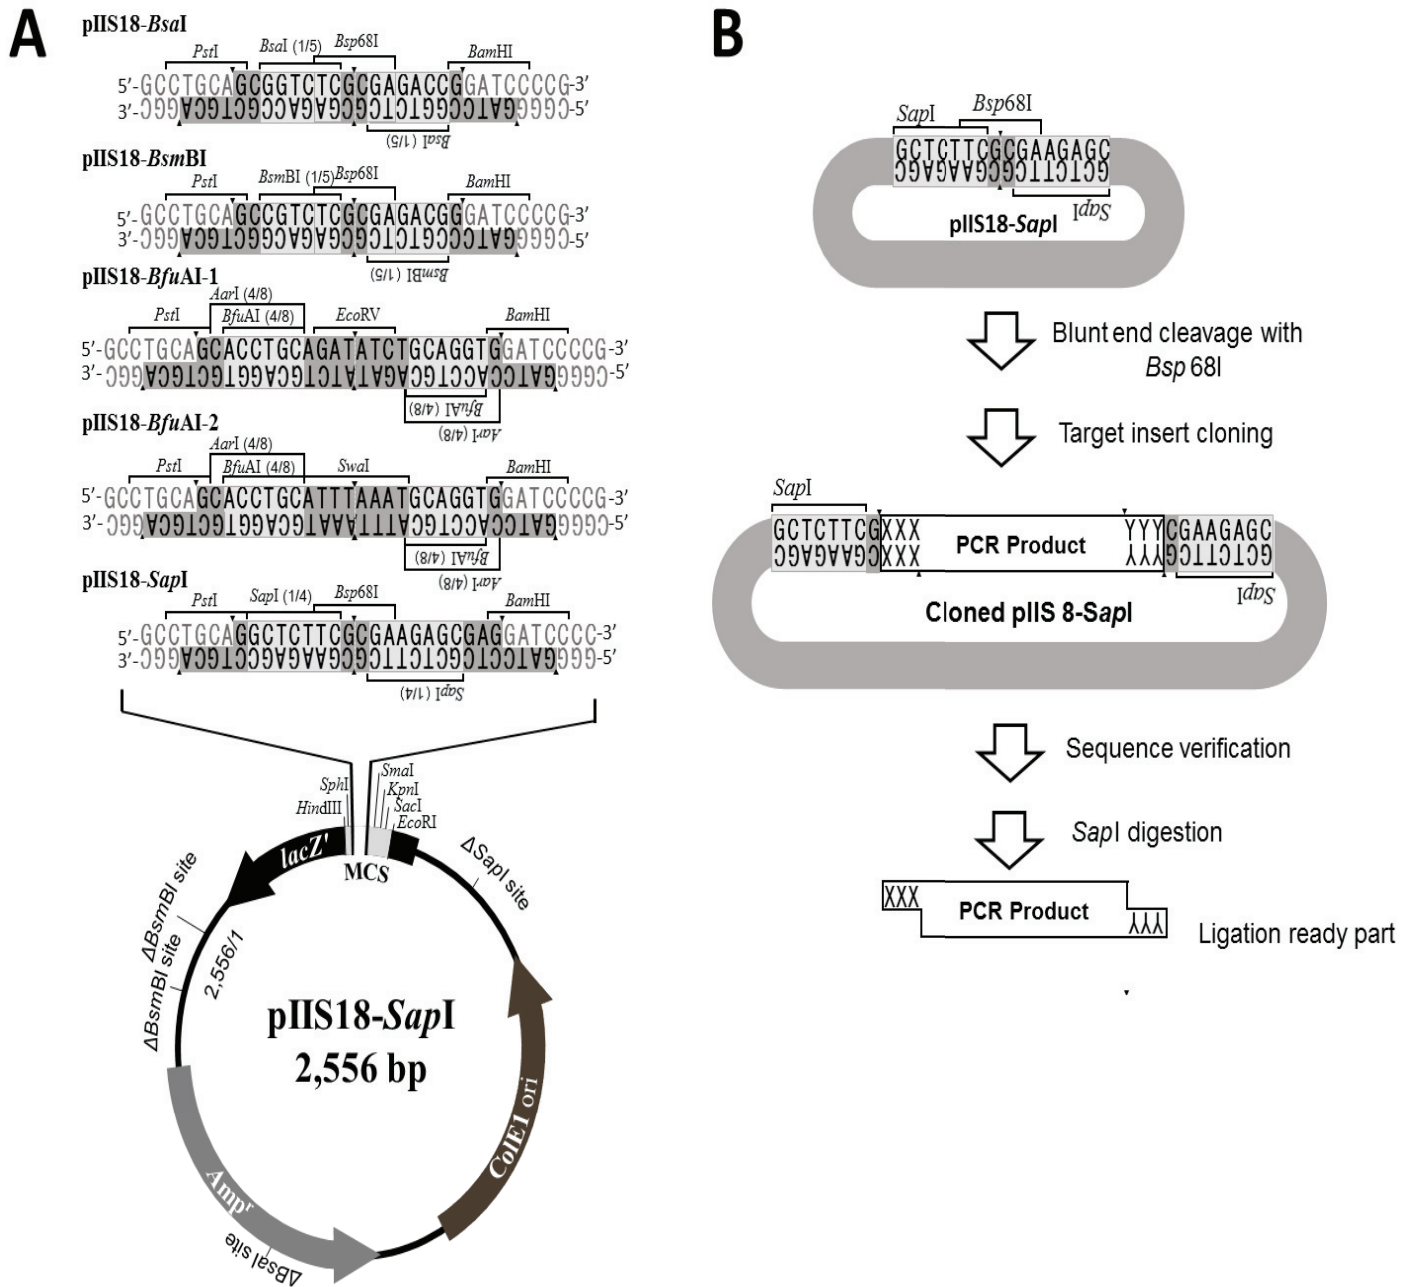 A
pIIS18-BsaI
PstI
BsaI (1/5)
Bsp68I
BamHI
5′-GCCTGCAGCGGTCTCGCGAGACCGGATCCCCG-3′
3′-CGGACGTCGCCAGAGCGCTCTGGCCTAGGGGC-5′
BsaI (1/5)
pIIS18-BsmBI
PstI
BsmBI (1/5)
Bsp68I
BamHI
5′-GCCTGCAGCCGTCTCGCGAGACGGGATCCCCG-3′
3′-CGGACGTCGGCAGAGCGCTCTGCCCTAGGGGC-5′
BsmBI (1/5)
pIIS18-BfuAI-1
AarI (4/8)
PstI
BfuAI (4/8)
EcoRV
BamHI
5′-GCCTGCAGCACCTGCAGATATCTGCAGGTGGATCCCCG-3′
3′-CGGACGTCGTGGACGTCTATAGACGTCCACCTAGGGGC-5′
BfuAI (4/8)
AarI (4/8)
pIIS18-BfuAI-2
AarI (4/8)
PstI
BfuAI (4/8)
SwaI
BamHI
5′-GCCTGCAGCACCTGCATTTAAATGCAGGTGGATCCCCG-3′
3′-CGGACGTCGTGGACGTAAATTTACGTCCACCTAGGGGC-5′
BfuAI (4/8)
AarI (4/8)
pIIS18-SapI
PstI
SapI (1/4)
Bsp68I
BamHI
5′-GCCTGCAGGCTCTTCGCGAAGAGCGAGGATCCCC-3′
3′-CGGACGTCCGAGAAGCGCTTCTCGCTCCTAGGGG-5′
SapI (1/4)
SphI
HindIII
SmaI
KpnI
SacI
EcoRI
lacZ'
MCS
ΔSapI site
ΔBsmBI site
ΔBsmBI site
2,556/1
pIIS18-SapI
2,556 bp
ColE1 ori
Ampr
ΔBsaI site
B
SapI
Bsp68I
GCTCTTCGCGAAGAGC
CGAGAAGCGCTTCTCG
SapI
pIIS18-SapI
Blunt end cleavage with
Bsp 68I
Target insert cloning
SapI
GCTCTTCGXXX PCR Product YYYCGAAGAGC
CGAGAAGCXXX YYYGCTTCTCG
SapI
Cloned pIIS 8-SapI
Sequence verification
SapI digestion
XXX PCR Product YYY
Ligation ready part